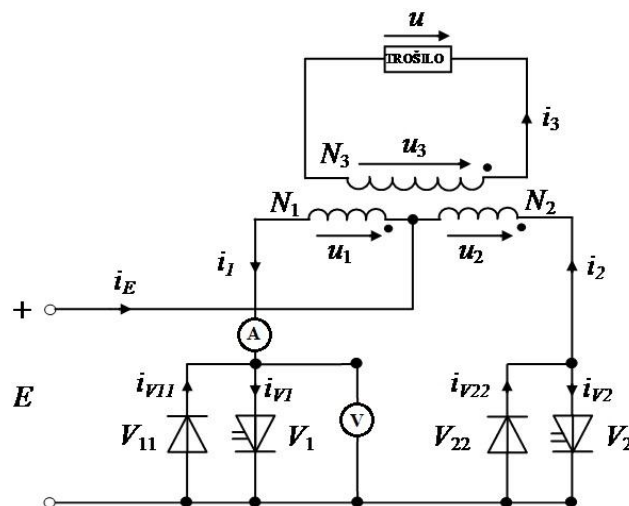 u
TROŠILO
i3
N3
u3
N1
N2
u1
u2
i1
i2
iE
+
A
E
iV11
iV1
iV22
iV2
V11
V1
V
V22
V2